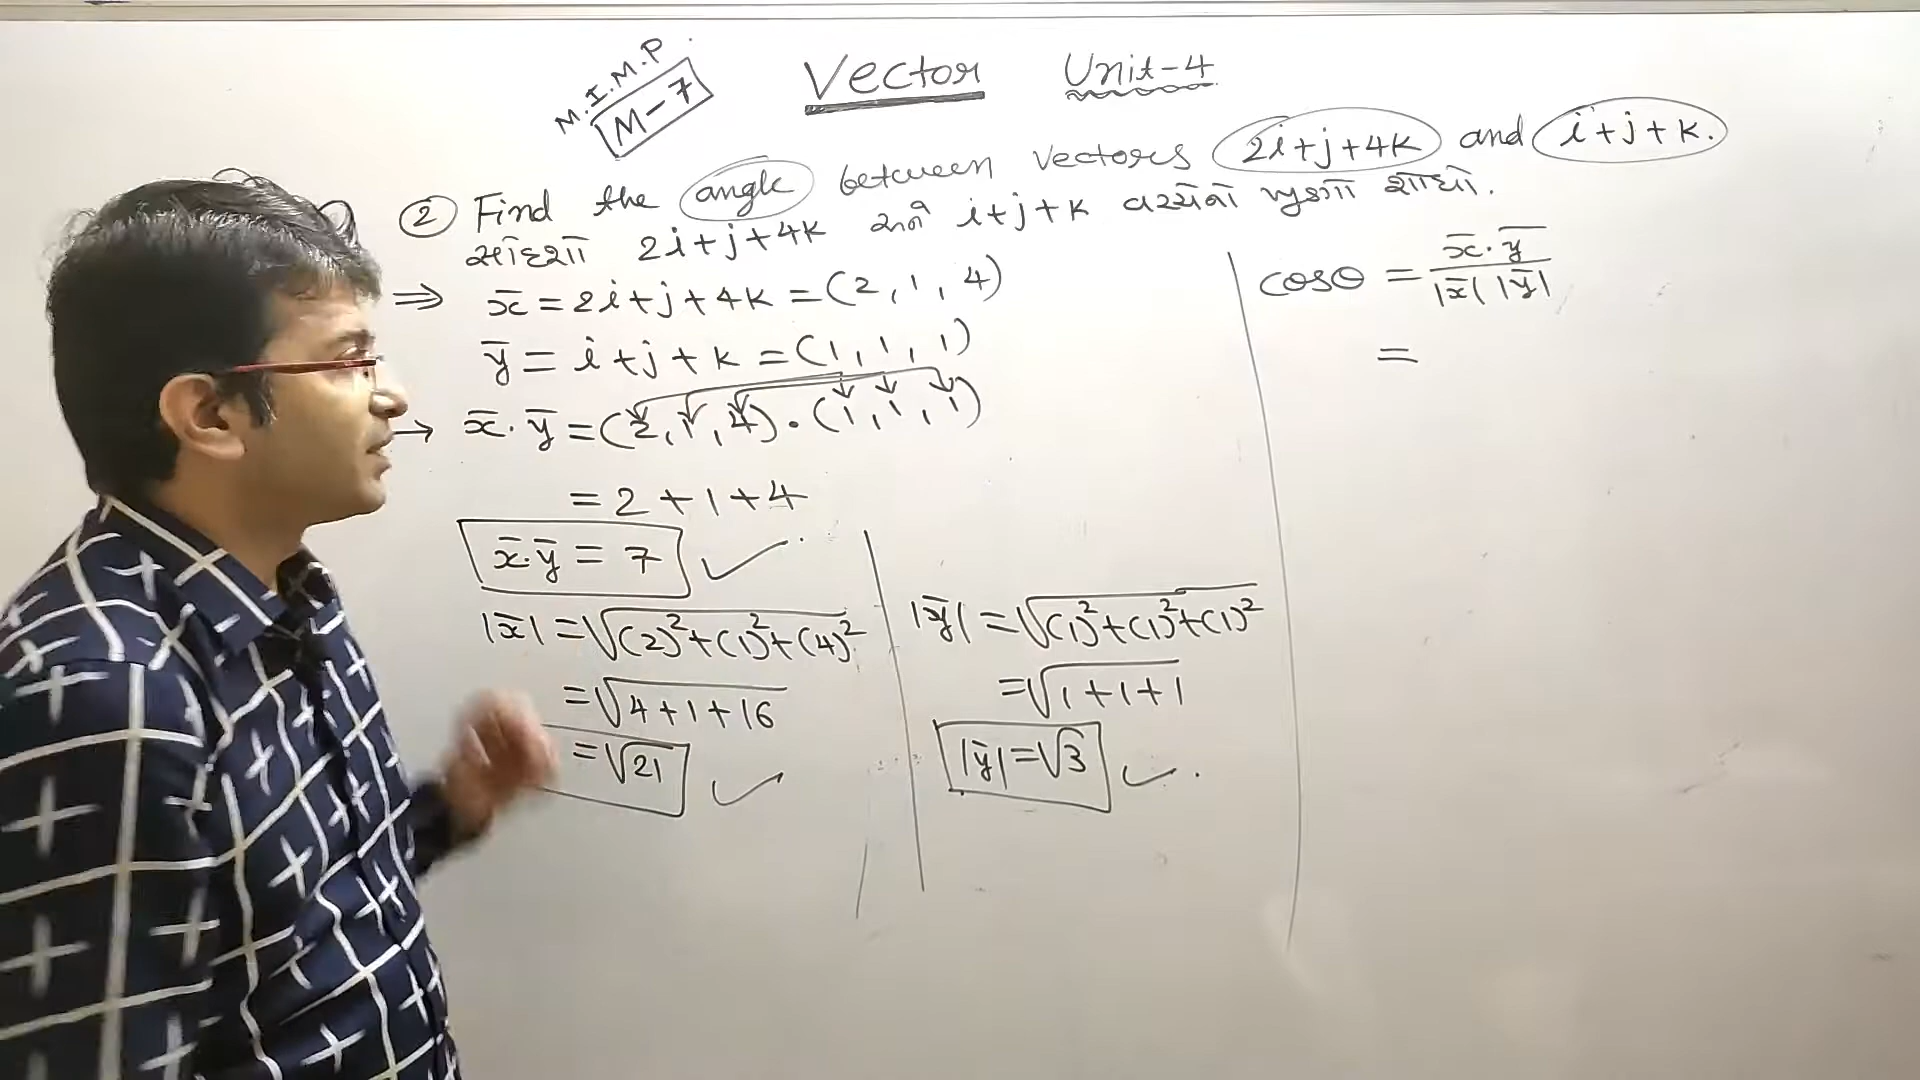 M.I.M.P.
M-7
Vector Unit-4
② Find the angle between vectors 2i+j+4k and i+j+k.
સદિશો 2i+j+4k અને i+j+k વચ્ચેનો ખૂણો શોધો.
⇒ x̄ = 2i+j+4k = (2, 1, 4)
ȳ = i+j+k = (1, 1, 1)
→ x̄·ȳ = (2, 1, 4)·(1, 1, 1)
= 2+1+4
x̄·ȳ = 7 ✓
|x̄| = √((2)²+(1)²+(4)²)
= √(4+1+16)
= √21 ✓
|ȳ| = √((1)²+(1)²+(1)²)
= √(1+1+1)
|ȳ| = √3 ✓
cosθ = x̄·ȳ / |x̄| |ȳ|
=